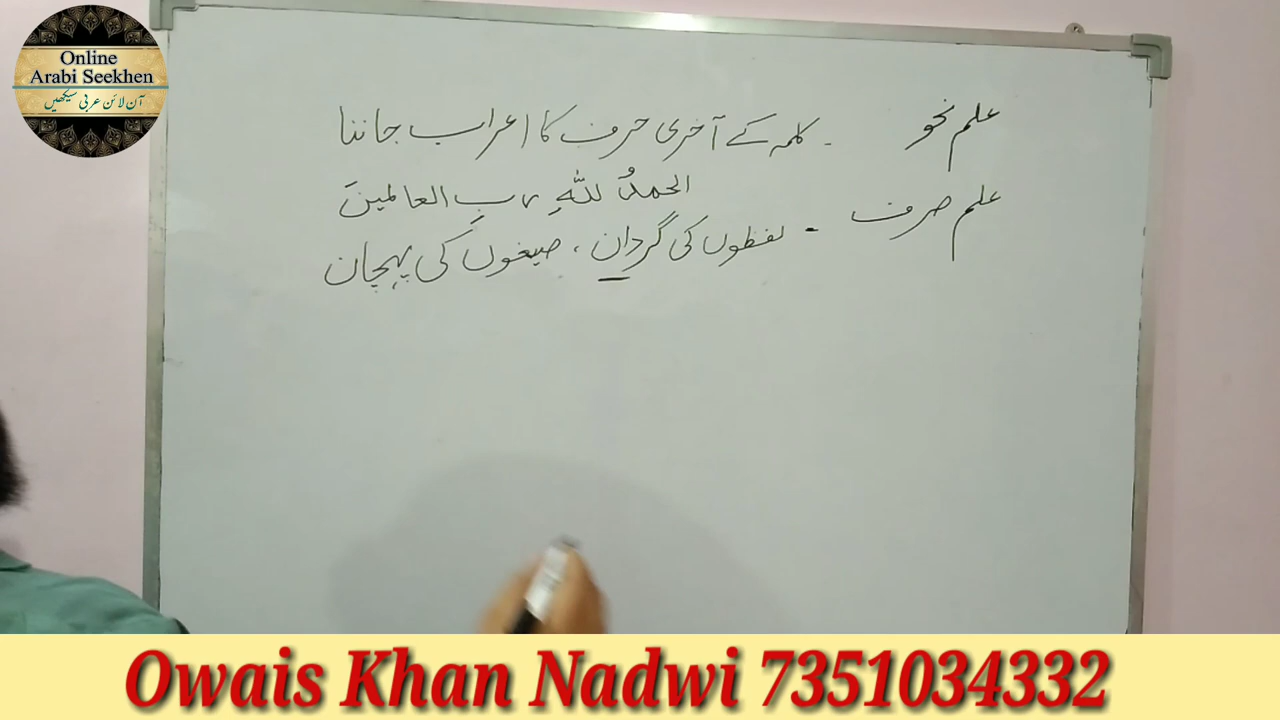 Online
Arabi Seekhen
آن لائن عربی سیکھیں
علم نحو ۔ کلمہ کے آخری حرف کا اعراب جاننا
الحمدُ للّٰہِ ربِ العالمینَ
علم صرف ۔ لفظوں کی گردان ، صیغوں کی پہچان
Owais Khan Nadwi 7351034332